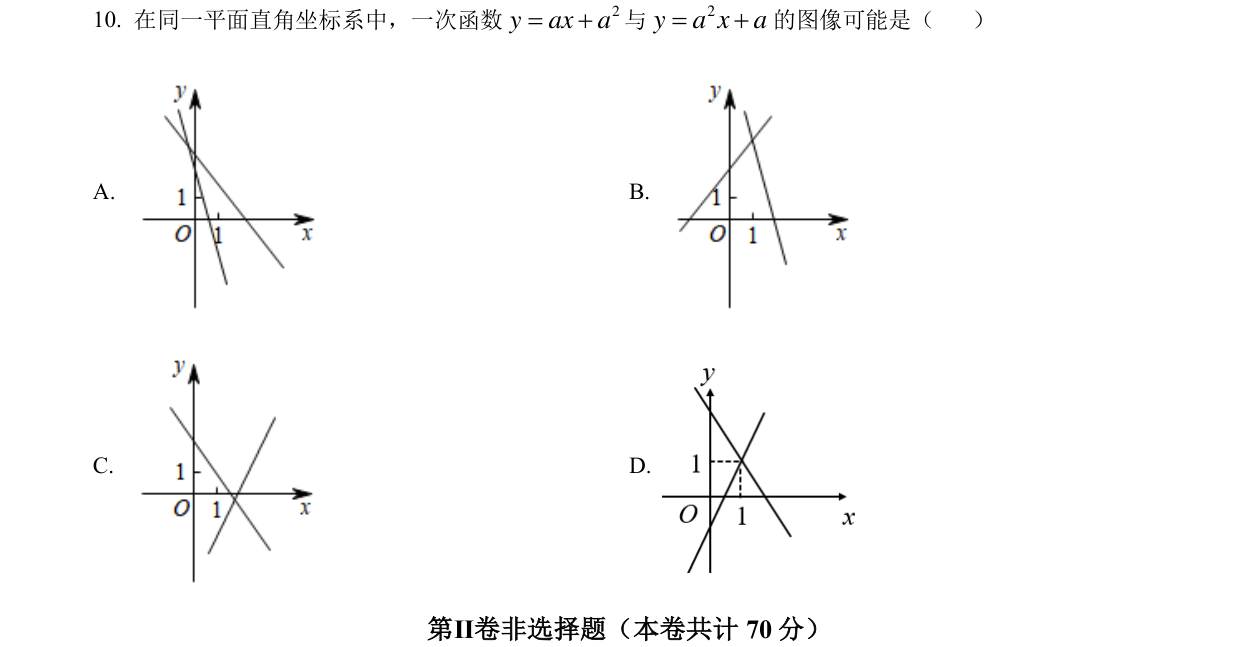 10. 在同一平面直角坐标系中，一次函数 y = ax + a² 与 y = a²x + a 的图像可能是（　　）
A.
y
1
O 1 x
B.
y
1
O 1 x
C.
y
1
O 1 x
D.
y
1
O 1 x
第II卷非选择题（本卷共计 70 分）